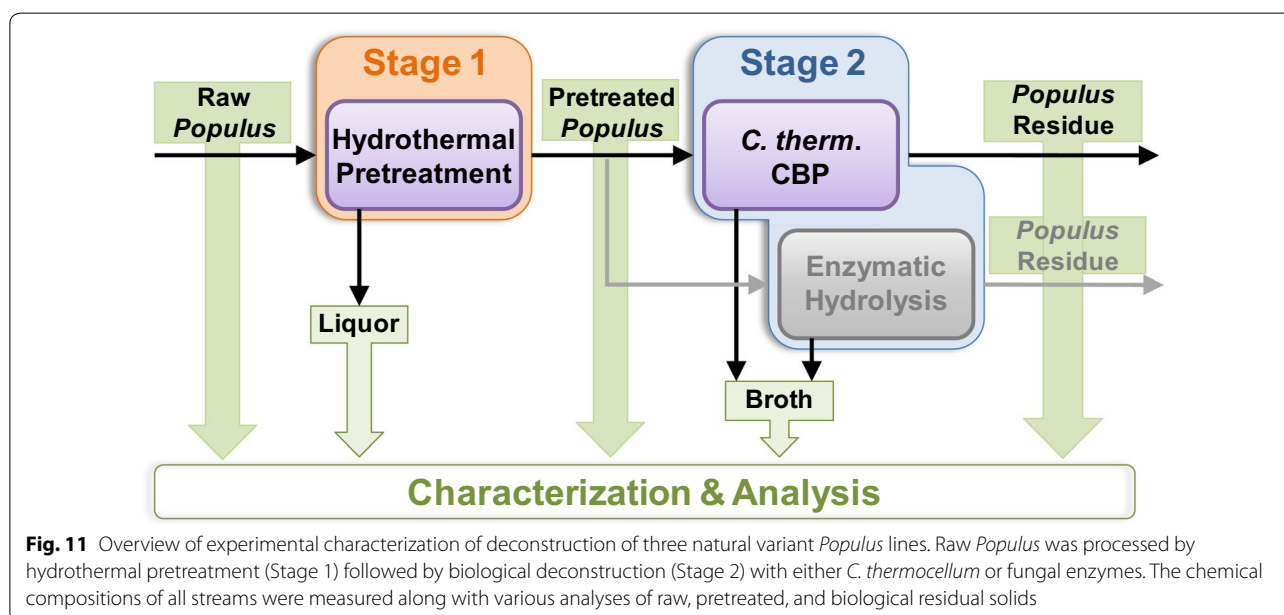 Stage 1
Stage 2
Raw
Populus
Hydrothermal
Pretreatment
Pretreated
Populus
C. therm.
CBP
Populus
Residue
Enzymatic
Hydrolysis
Populus
Residue
Liquor
Broth
Characterization & Analysis
Fig. 11 Overview of experimental characterization of deconstruction of three natural variant Populus lines. Raw Populus was processed by
hydrothermal pretreatment (Stage 1) followed by biological deconstruction (Stage 2) with either C. thermocellum or fungal enzymes. The chemical
compositions of all streams were measured along with various analyses of raw, pretreated, and biological residual solids